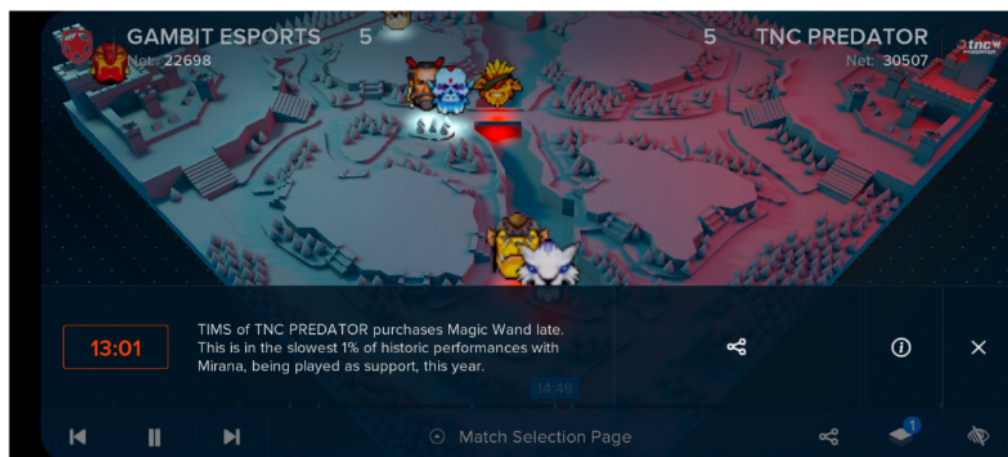 GAMBIT ESPORTS 5
5 TNC PREDATOR
Net: 22698
Net: 30507
tnc
PREDATOR
13:01
TIMS of TNC PREDATOR purchases Magic Wand late.
This is in the slowest 1% of historic performances with
Mirana, being played as support, this year.
14:49
Match Selection Page
1